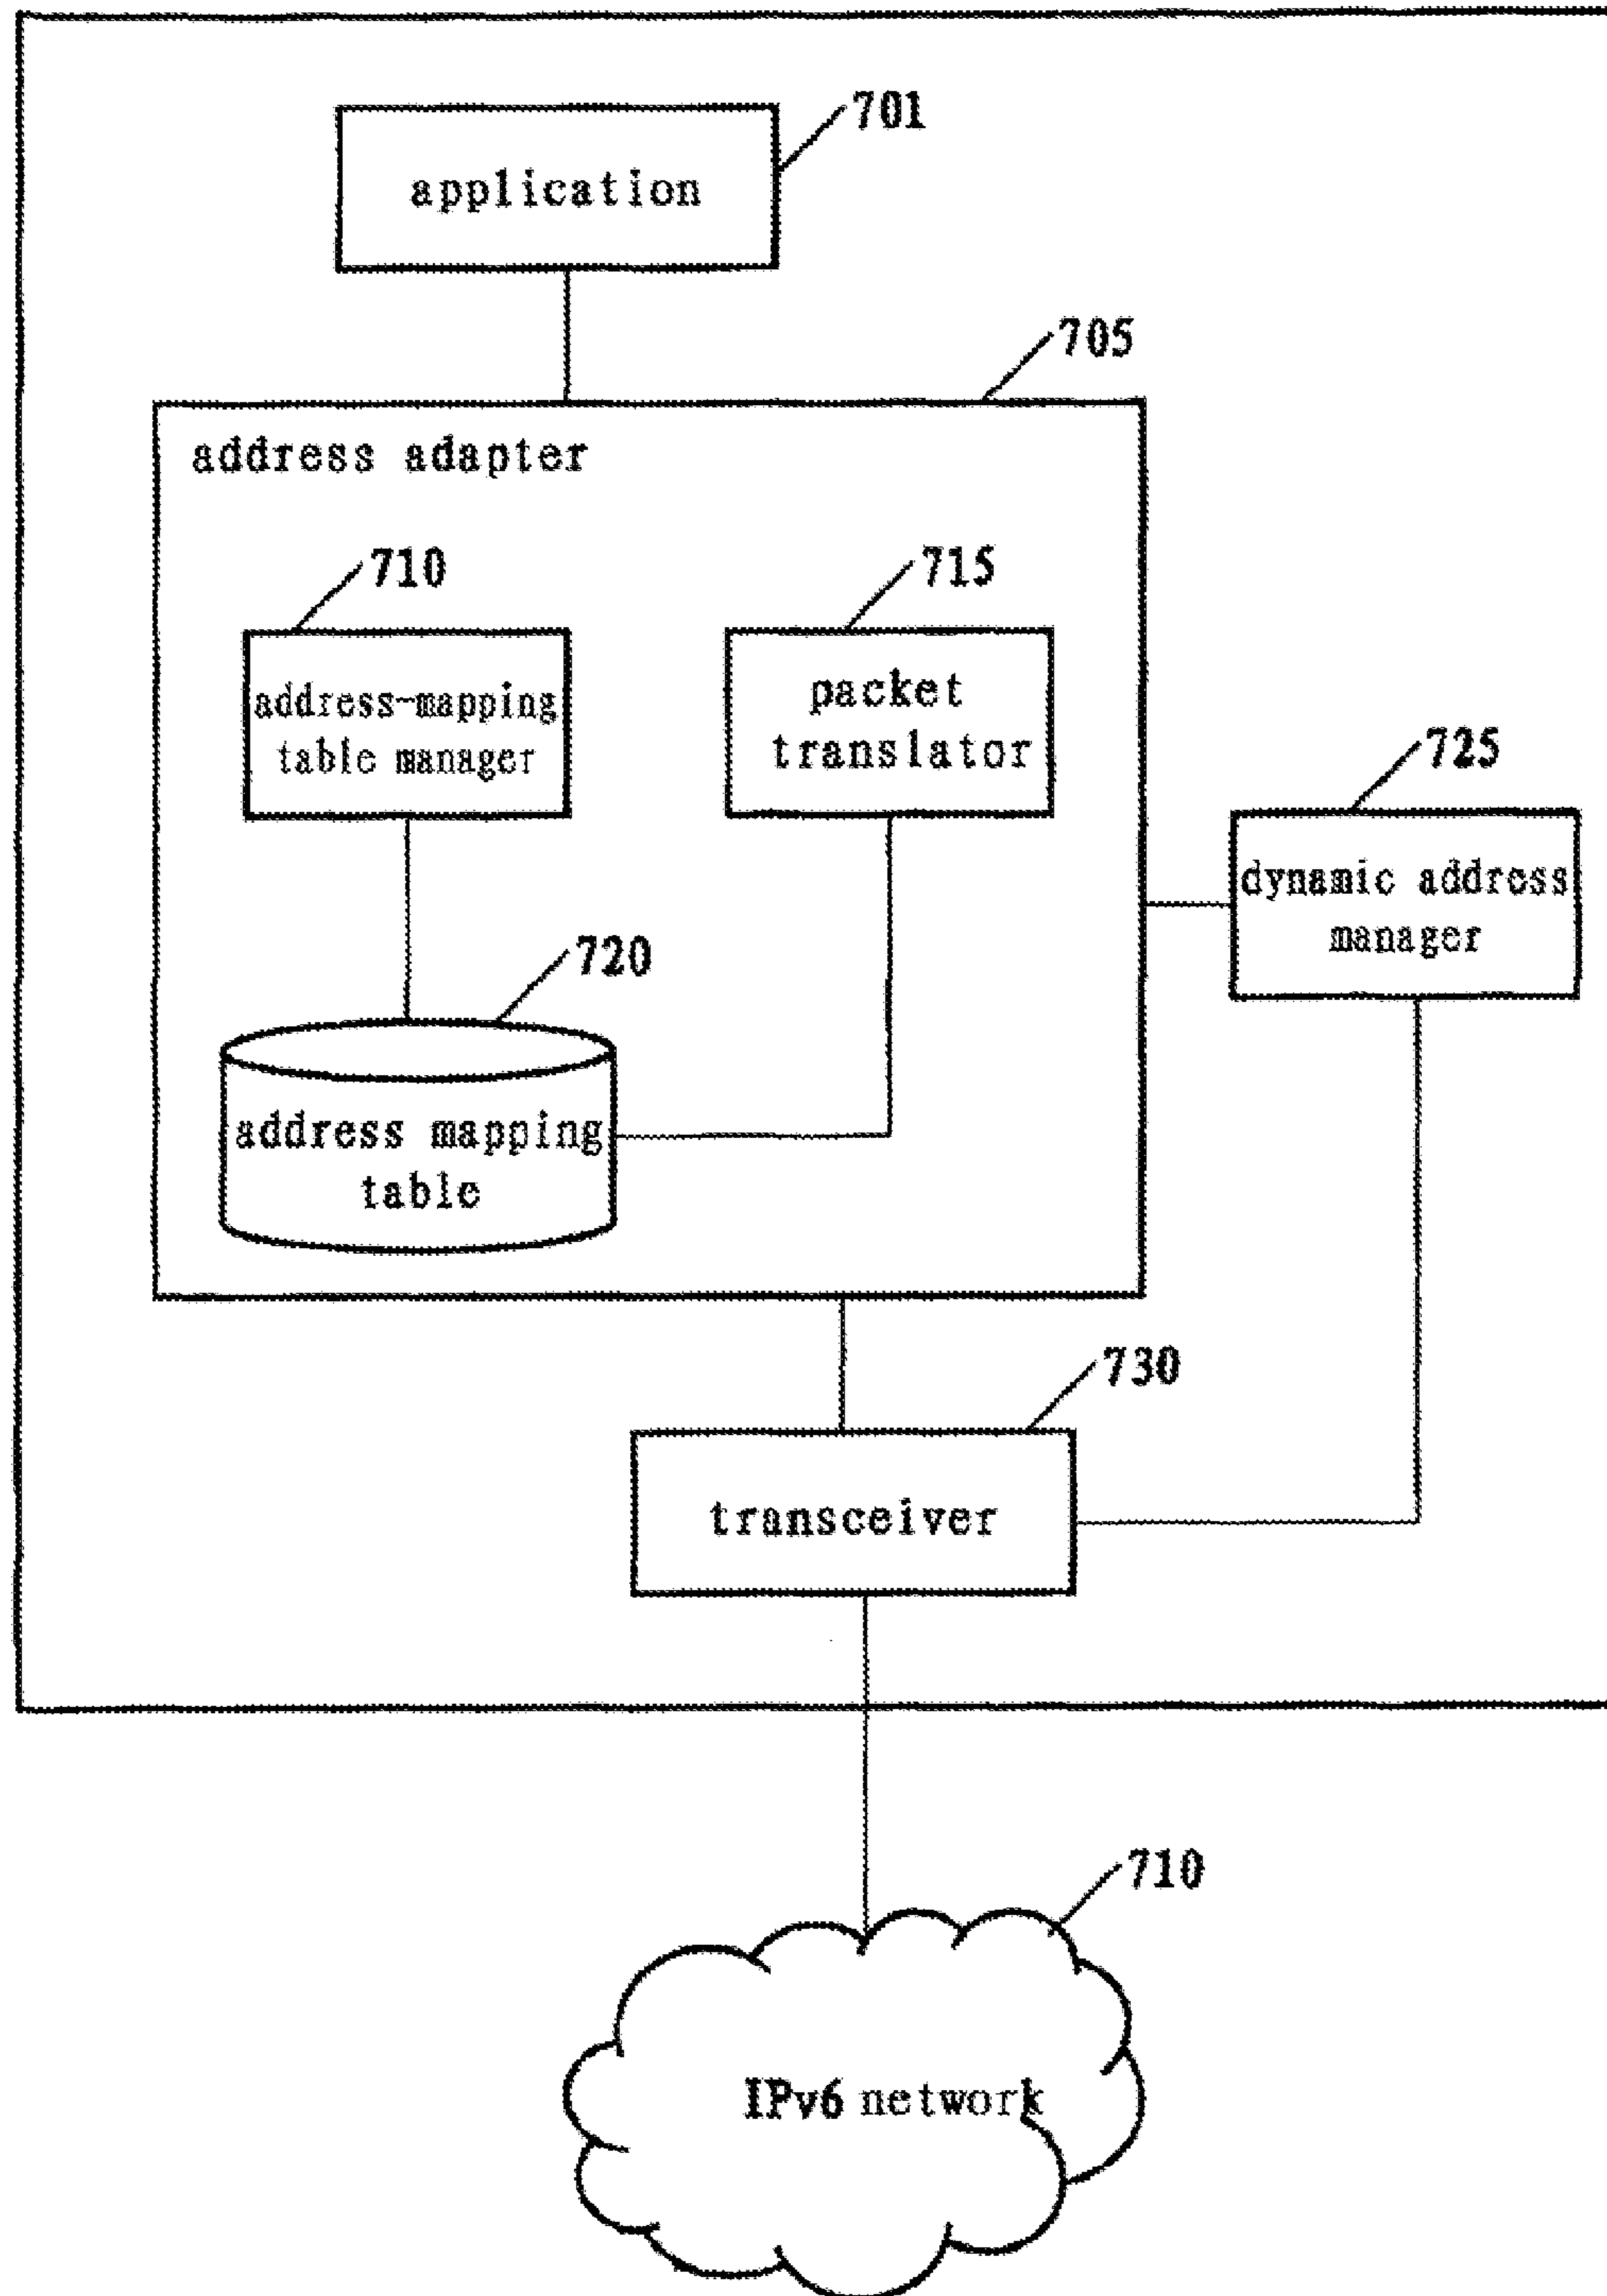 701
application
705
address adapter
710
715
address-mapping
table manager
packet
translator
725
dynamic address
manager
720
address mapping
table
730
transceiver
710
IPv6 network